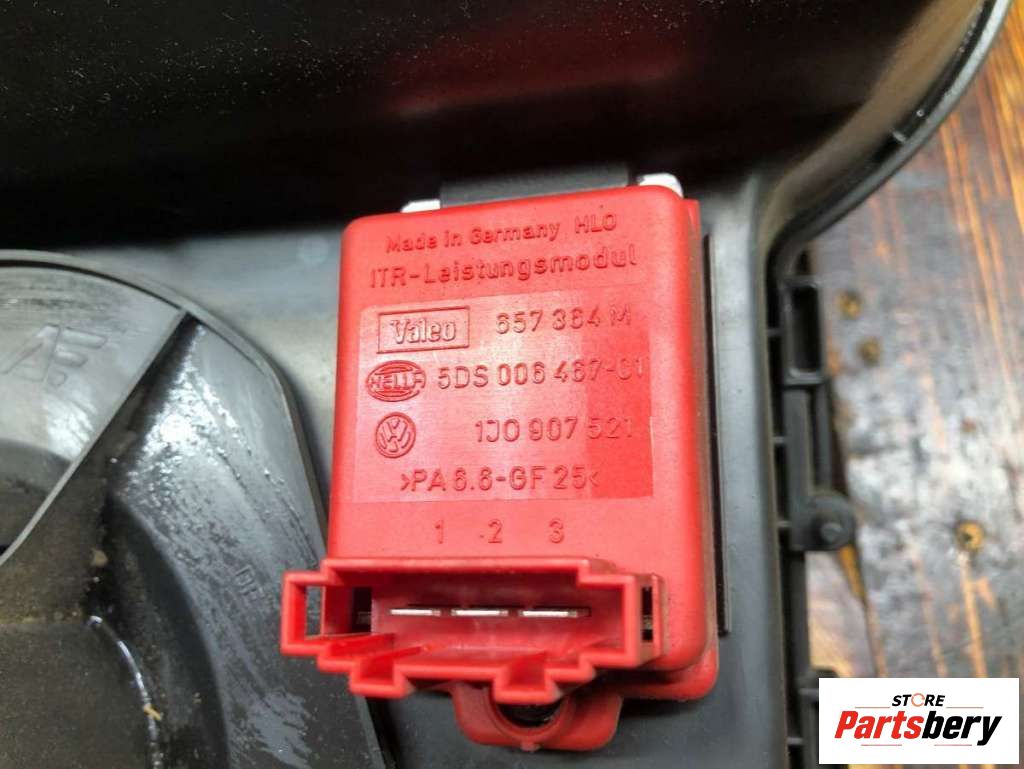 Made in Germany HLO
ITR-Leistungsmodul
Valeo 657 364 M
HELLA 5DS 006 467-01
1J0 907 521
>PA 6.6-GF 25<
1 2 3
STORE
Partsbery